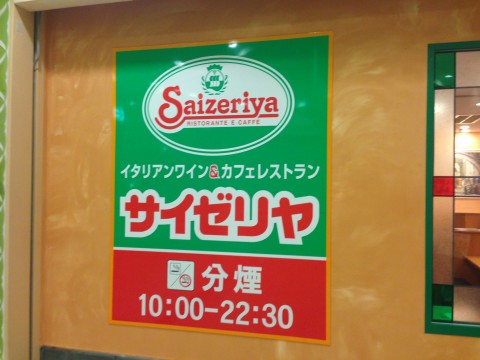 Saizeriya
RISTORANTE E CAFFÈ
イタリアンワイン&カフェレストラン
サイゼリヤ
分煙
10:00-22:30